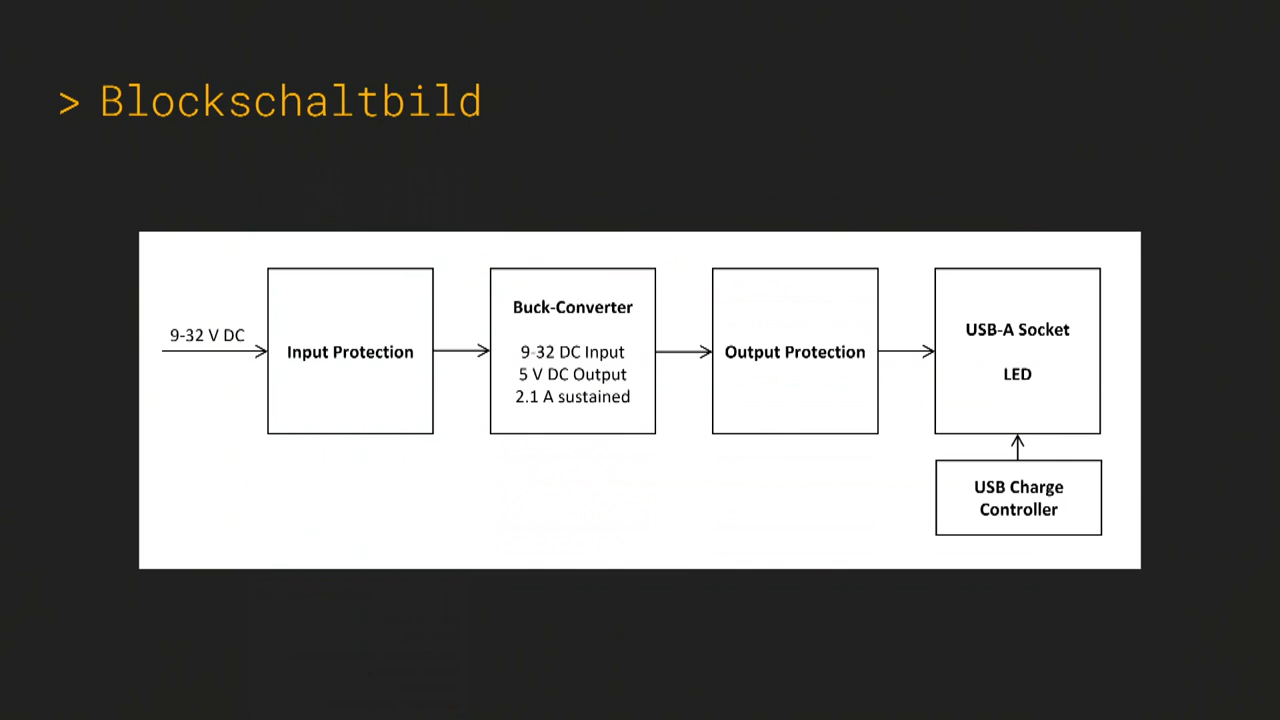 > Blockschaltbild
9-32 V DC
Input Protection
Buck-Converter
9-32 DC Input
5 V DC Output
2.1 A sustained
Output Protection
USB-A Socket
LED
USB Charge
Controller